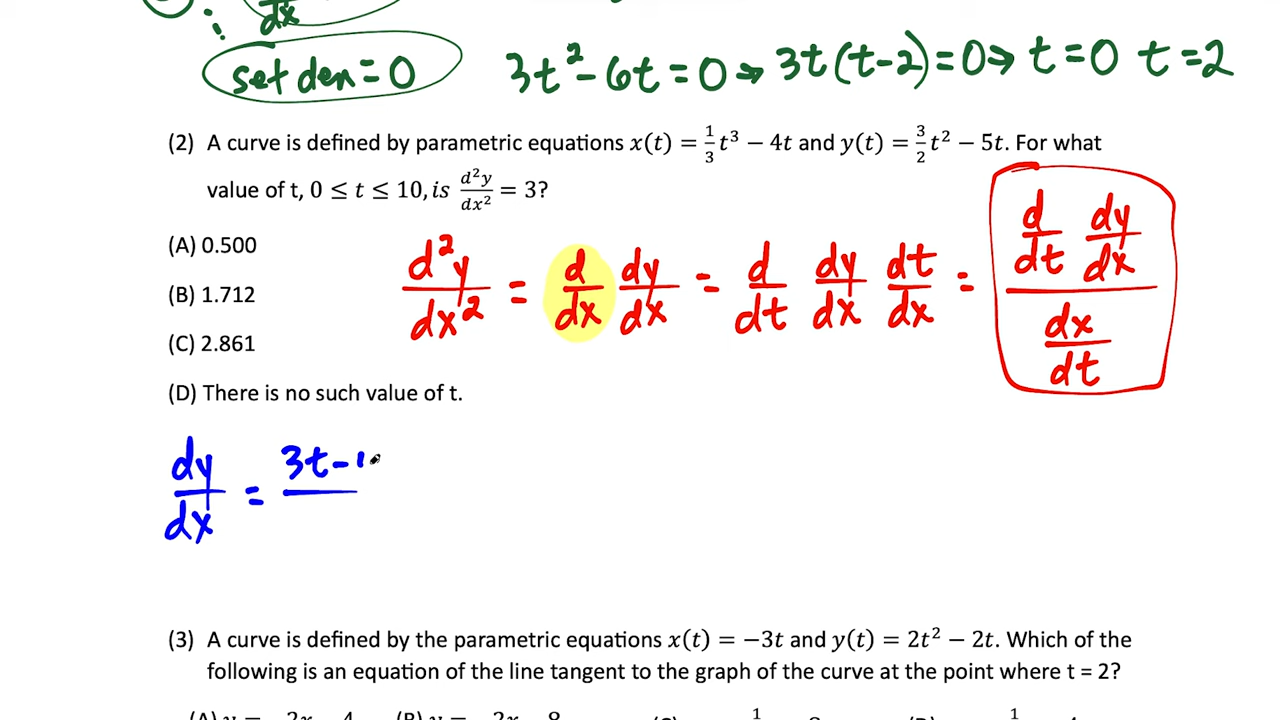 dx
set den = 0 3t² - 6t = 0 → 3t(t-2) = 0 → t = 0 t = 2
(2) A curve is defined by parametric equations x(t) = 1/3 t³ − 4t and y(t) = 3/2 t² − 5t. For what
value of t, 0 ≤ t ≤ 10, is d²y/dx² = 3?
(A) 0.500
(B) 1.712
(C) 2.861
(D) There is no such value of t.
d²y/dx² = d/dx dy/dx = d/dt dy/dx dt/dx = (d/dt dy/dx)/(dx/dt)
dy/dx = 3t -
(3) A curve is defined by the parametric equations x(t) = −3t and y(t) = 2t² − 2t. Which of the
following is an equation of the line tangent to the graph of the curve at the point where t = 2?